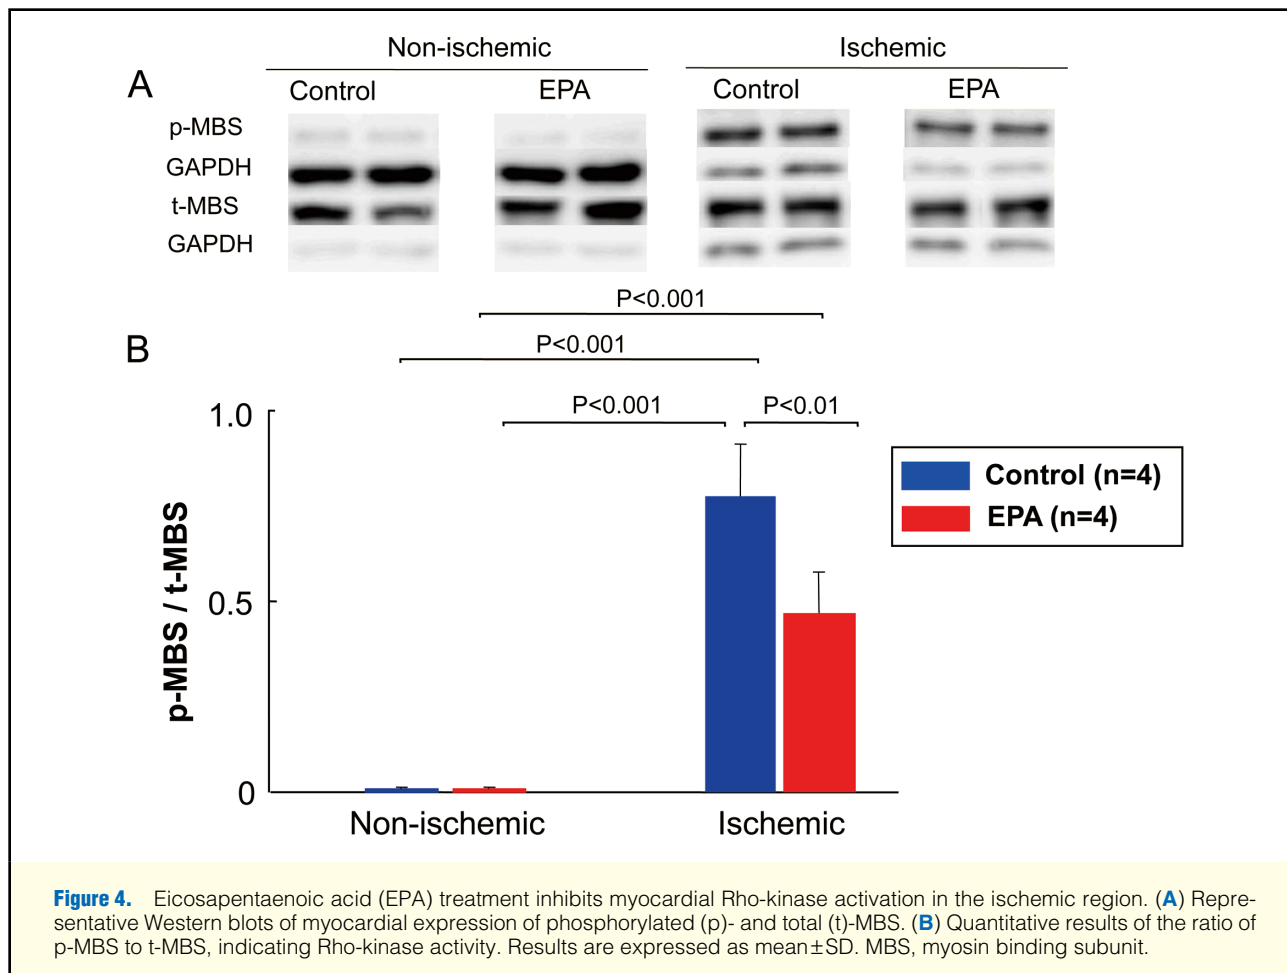 Non-ischemic Ischemic
A Control EPA Control EPA
p-MBS
GAPDH
t-MBS
GAPDH
P<0.001
B P<0.001
P<0.001 P<0.01
1.0
Control (n=4)
EPA (n=4)
p-MBS / t-MBS
0.5
0
Non-ischemic Ischemic
Figure 4. Eicosapentaenoic acid (EPA) treatment inhibits myocardial Rho-kinase activation in the ischemic region. (A) Repre-
sentative Western blots of myocardial expression of phosphorylated (p)- and total (t)-MBS. (B) Quantitative results of the ratio of
p-MBS to t-MBS, indicating Rho-kinase activity. Results are expressed as mean±SD. MBS, myosin binding subunit.